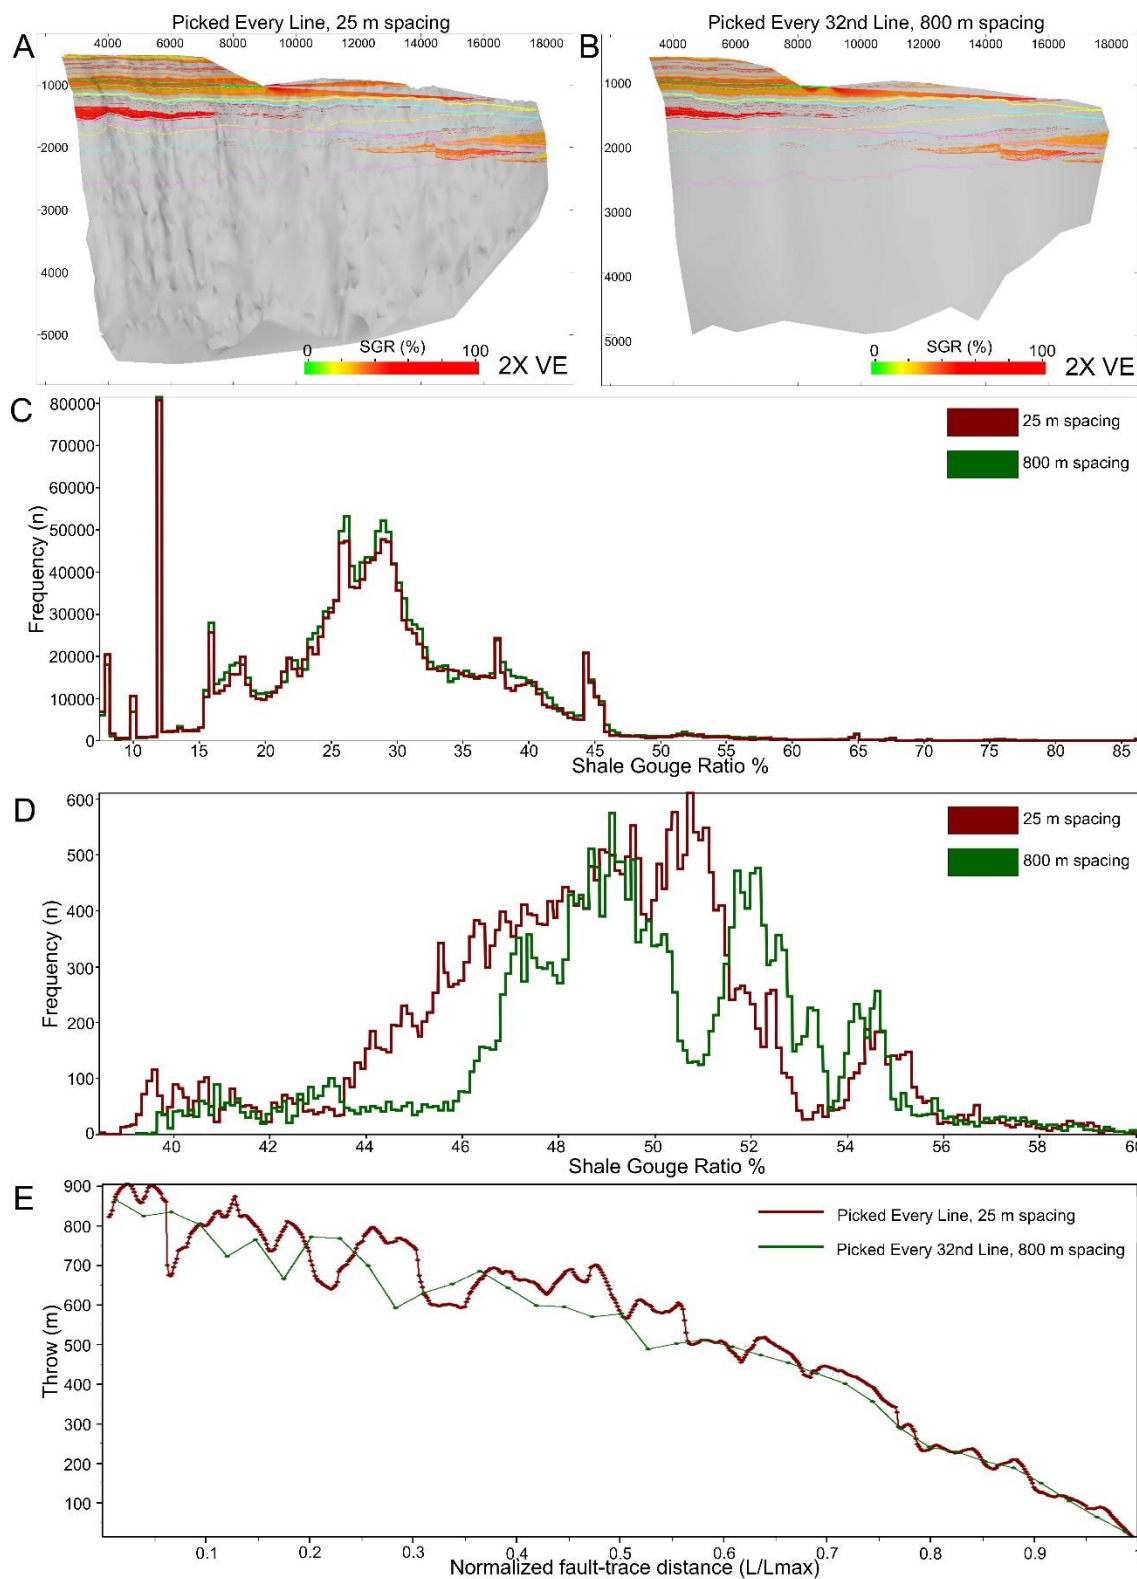 Picked Every Line, 25 m spacing
Picked Every 32nd Line, 800 m spacing
A
4000 6000 8000 10000 12000 14000 16000 18000
1000
2000
3000
4000
5000
0 SGR (%) 100
2X VE
B
4000 6000 8000 10000 12000 14000 16000 18000
1000
2000
3000
4000
5000
0 SGR (%) 100
2X VE
C
Frequency (n)
80000
70000
60000
50000
40000
30000
20000
10000
0
25 m spacing
800 m spacing
10 15 20 25 30 35 40 45 50 55 60 65 70 75 80 85
Shale Gouge Ratio %
D
Frequency (n)
600
500
400
300
200
100
0
25 m spacing
800 m spacing
40 42 44 46 48 50 52 54 56 58 60
Shale Gouge Ratio %
E
Throw (m)
900
800
700
600
500
400
300
200
100
Picked Every Line, 25 m spacing
Picked Every 32nd Line, 800 m spacing
0.1 0.2 0.3 0.4 0.5 0.6 0.7 0.8 0.9 1
Normalized fault-trace distance (L/Lmax)